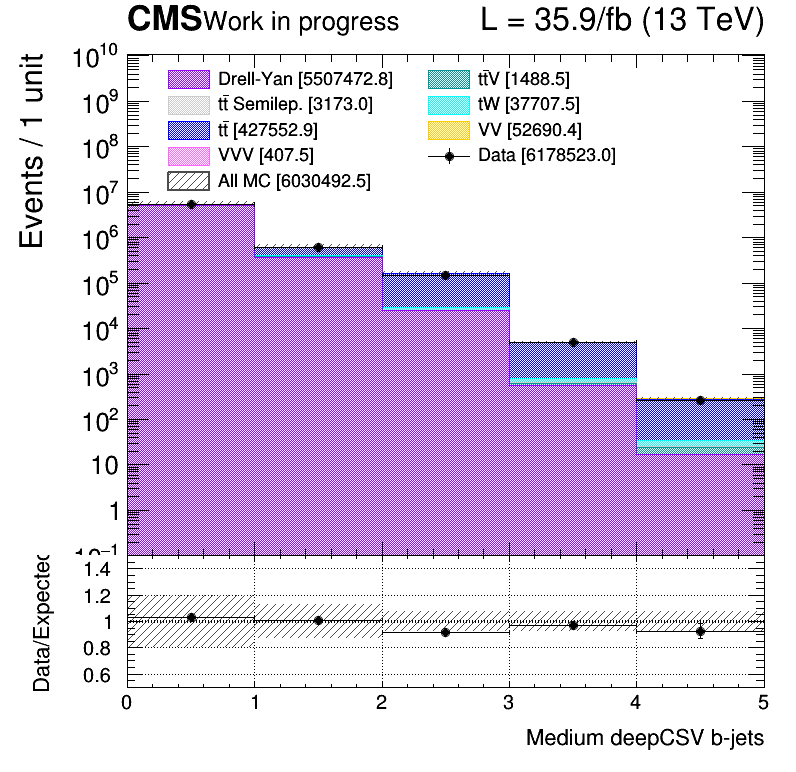 CMS Work in progress L = 35.9/fb (13 TeV)
Events / 1 unit
10^10
10^9
10^8
10^7
10^6
10^5
10^4
10^3
10^2
10
1
10^−1
Drell-Yan [5507472.8]
tt̄ Semilep. [3173.0]
tt̄ [427552.9]
VVV [407.5]
All MC [6030492.5]
tt̄V [1488.5]
tW [37707.5]
VV [52690.4]
Data [6178523.0]
Data/Expected
1.4
1.2
1
0.8
0.6
0 1 2 3 4 5
Medium deepCSV b-jets